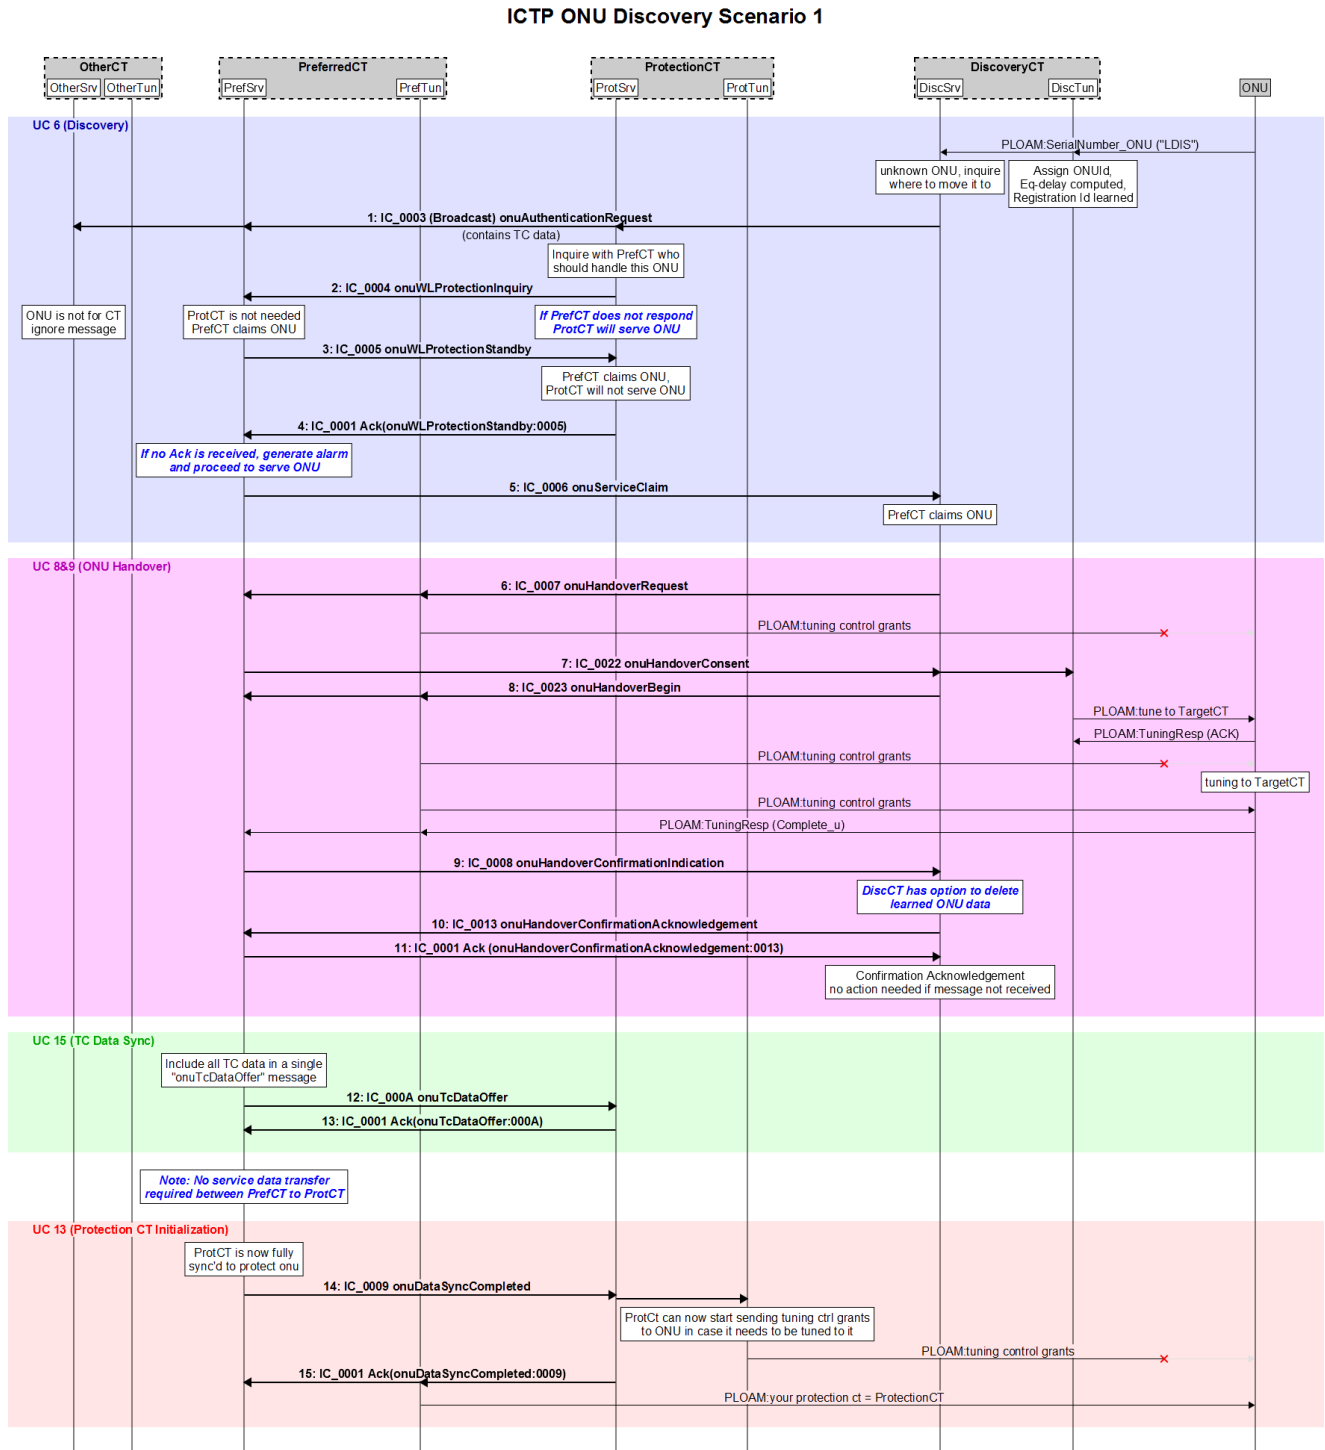 ICTP ONU Discovery Scenario 1
OtherCT
PreferredCT
ProtectionCT
DiscoveryCT
OtherSrv
OtherTun
PrefSrv
PrefTun
ProtSrv
ProtTun
DiscSrv
DiscTun
ONU
UC 6 (Discovery)
PLOAM:SerialNumber_ONU ("LDIS")
unknown ONU, inquire
where to move it to
Assign ONUId,
Eq-delay computed,
Registration Id learned
1: IC_0003 (Broadcast) onuAuthenticationRequest
(contains TC data)
Inquire with PrefCT who
should handle this ONU
2: IC_0004 onuWLProtectionInquiry
ONU is not for CT
ignore message
ProtCT is not needed
PrefCT claims ONU
If PrefCT does not respond
ProtCT will serve ONU
3: IC_0005 onuWLProtectionStandby
PrefCT claims ONU,
ProtCT will not serve ONU
4: IC_0001 Ack(onuWLProtectionStandby:0005)
If no Ack is received, generate alarm
and proceed to serve ONU
5: IC_0006 onuServiceClaim
PrefCT claims ONU
UC 8&9 (ONU Handover)
6: IC_0007 onuHandoverRequest
PLOAM:tuning control grants
7: IC_0022 onuHandoverConsent
8: IC_0023 onuHandoverBegin
PLOAM:tune to TargetCT
PLOAM:TuningResp (ACK)
PLOAM:tuning control grants
tuning to TargetCT
PLOAM:tuning control grants
PLOAM:TuningResp (Complete_u)
9: IC_0008 onuHandoverConfirmationIndication
DiscCT has option to delete
learned ONU data
10: IC_0013 onuHandoverConfirmationAcknowledgement
11: IC_0001 Ack (onuHandoverConfirmationAcknowledgement:0013)
Confirmation Acknowledgement
no action needed if message not received
UC 15 (TC Data Sync)
Include all TC data in a single
"onuTcDataOffer" message
12: IC_000A onuTcDataOffer
13: IC_0001 Ack(onuTcDataOffer:000A)
Note: No service data transfer
required between PrefCT to ProtCT
UC 13 (Protection CT Initialization)
ProtCT is now fully
sync'd to protect onu
14: IC_0009 onuDataSyncCompleted
ProtCt can now start sending tuning ctrl grants
to ONU in case it needs to be tuned to it
PLOAM:tuning control grants
15: IC_0001 Ack(onuDataSyncCompleted:0009)
PLOAM:your protection ct = ProtectionCT